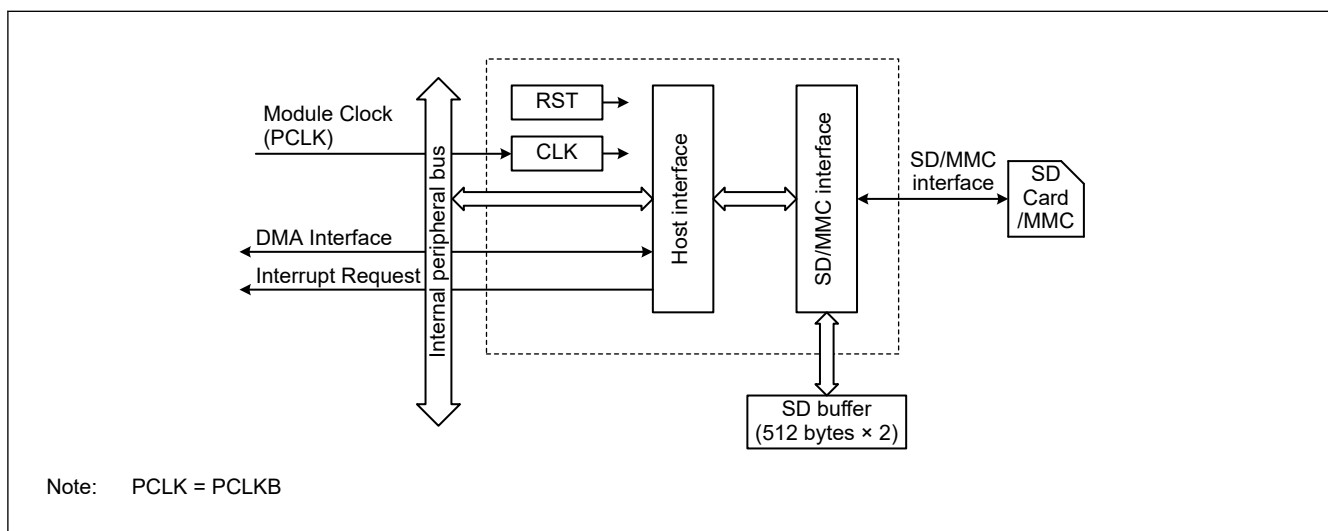 Module Clock
(PCLK)
RST
CLK
Internal peripheral bus
DMA Interface
Interrupt Request
Host interface
SD/MMC interface
SD/MMC
interface
SD
Card
/MMC
SD buffer
(512 bytes × 2)
Note: PCLK = PCLKB